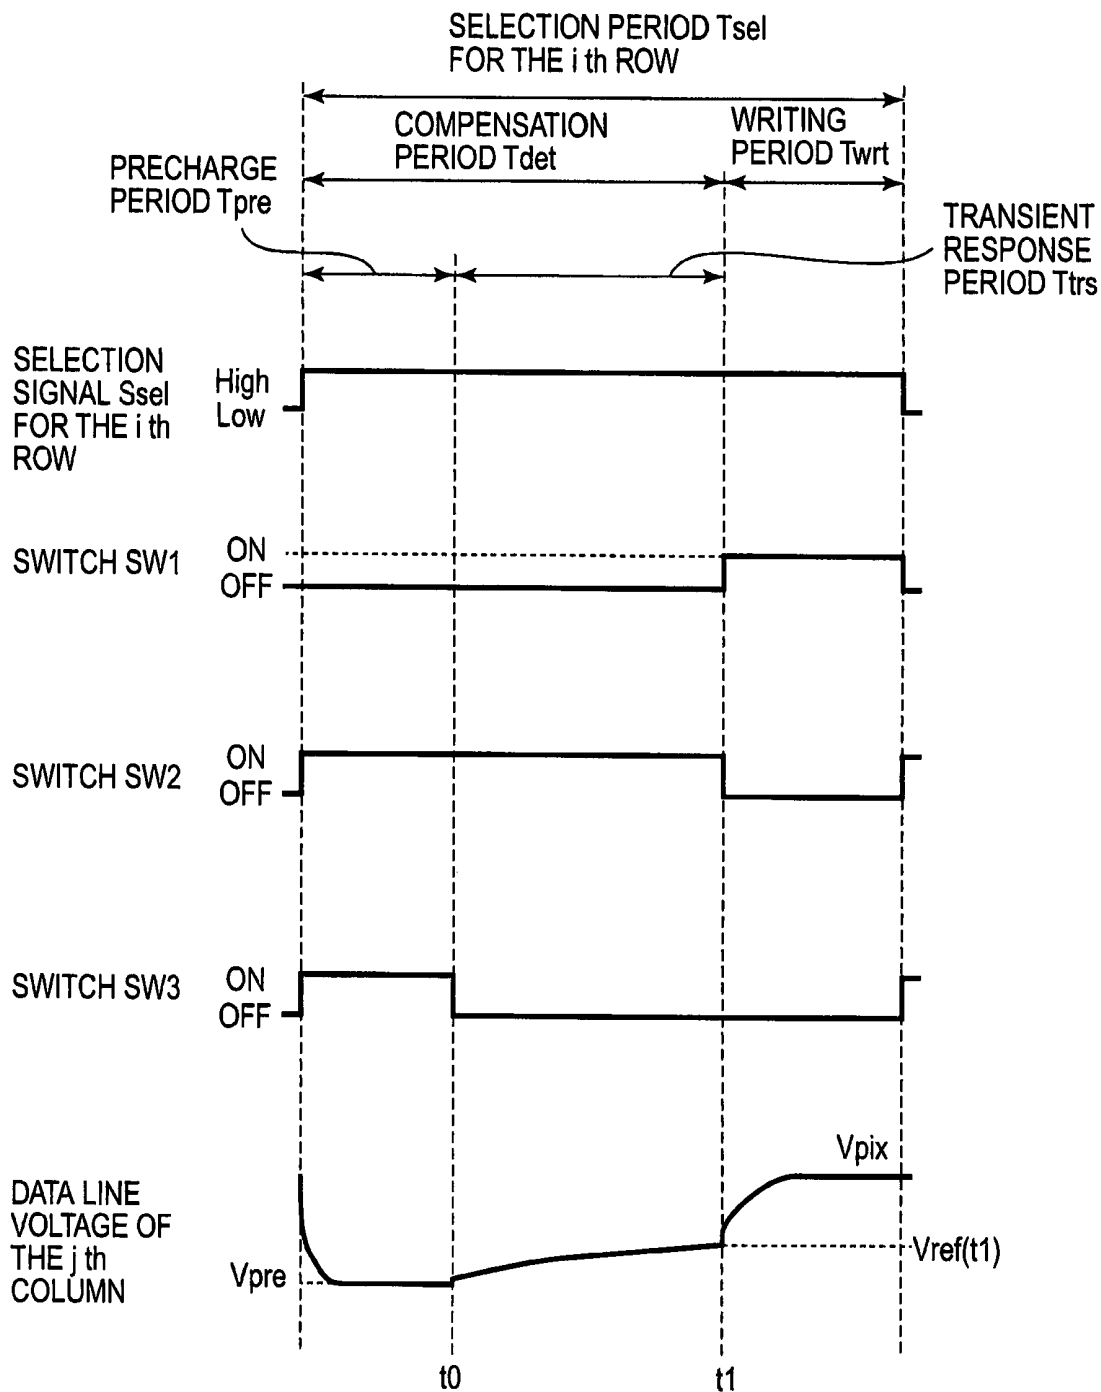 SELECTION PERIOD Tsel
FOR THE i th ROW
COMPENSATION
PERIOD Tdet
WRITING
PERIOD Twrt
PRECHARGE
PERIOD Tpre
TRANSIENT
RESPONSE
PERIOD Ttrs
SELECTION
SIGNAL Ssel
FOR THE i th
ROW
High
Low
SWITCH SW1
ON
OFF
SWITCH SW2
ON
OFF
SWITCH SW3
ON
OFF
DATA LINE
VOLTAGE OF
THE j th
COLUMN
Vpix
Vpre
Vref(t1)
t0
t1